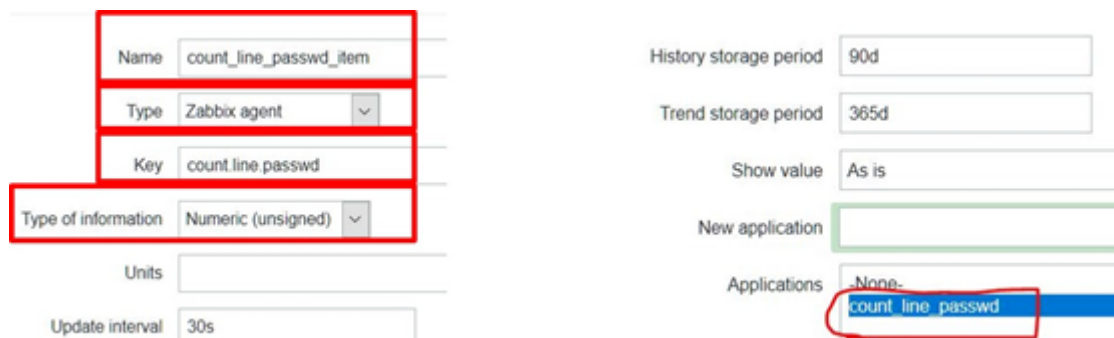 Name count_line_passwd_item
Type Zabbix agent
Key count.line.passwd
Type of information Numeric (unsigned)
Units
Update interval 30s
History storage period 90d
Trend storage period 365d
Show value As is
New application
Applications -None-
count_line_passwd